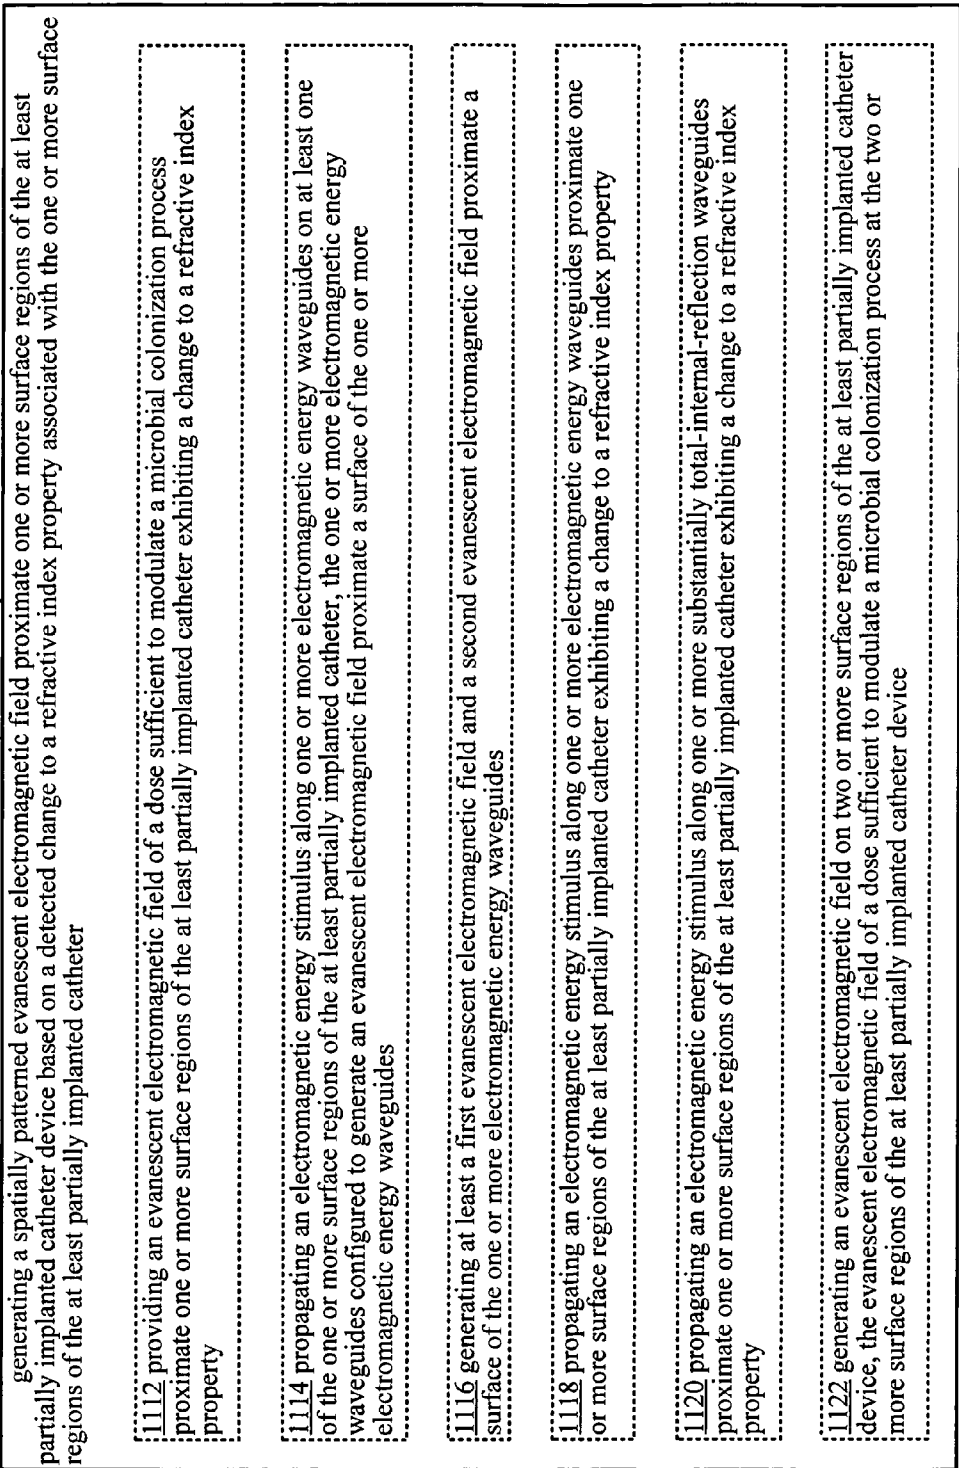 generating a spatially patterned evanescent electromagnetic field proximate one or more surface regions of the at least
partially implanted catheter device based on a detected change to a refractive index property associated with the one or more surface
regions of the at least partially implanted catheter
1112 providing an evanescent electromagnetic field of a dose sufficient to modulate a microbial colonization process
proximate one or more surface regions of the at least partially implanted catheter exhibiting a change to a refractive index
property
1114 propagating an electromagnetic energy stimulus along one or more electromagnetic energy waveguides on at least one
of the one or more surface regions of the at least partially implanted catheter, the one or more electromagnetic energy
waveguides configured to generate an evanescent electromagnetic field proximate a surface of the one or more
electromagnetic energy waveguides
1116 generating at least a first evanescent electromagnetic field and a second evanescent electromagnetic field proximate a
surface of the one or more electromagnetic energy waveguides
1118 propagating an electromagnetic energy stimulus along one or more electromagnetic energy waveguides proximate one
or more surface regions of the at least partially implanted catheter exhibiting a change to a refractive index property
1120 propagating an electromagnetic energy stimulus along one or more substantially total-internal-reflection waveguides
proximate one or more surface regions of the at least partially implanted catheter exhibiting a change to a refractive index
property
1122 generating an evanescent electromagnetic field on two or more surface regions of the at least partially implanted catheter
device, the evanescent electromagnetic field of a dose sufficient to modulate a microbial colonization process at the two or
more surface regions of the at least partially implanted catheter device